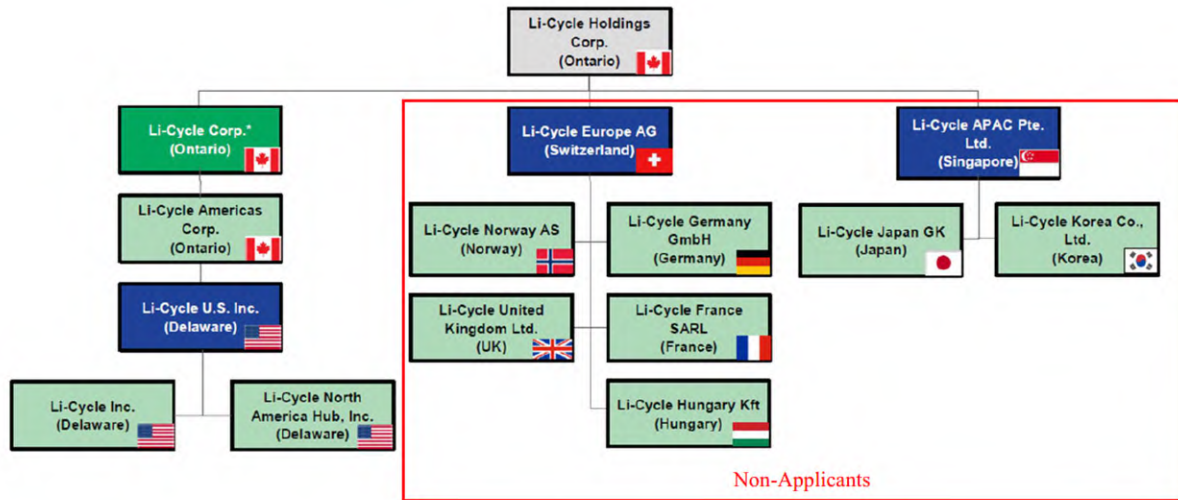 Li-Cycle Holdings
Corp.
(Ontario)
Li-Cycle Corp.*
(Ontario)
Li-Cycle Americas
Corp.
(Ontario)
Li-Cycle U.S. Inc.
(Delaware)
Li-Cycle Inc.
(Delaware)
Li-Cycle North
America Hub, Inc.
(Delaware)
Li-Cycle Europe AG
(Switzerland)
Li-Cycle Norway AS
(Norway)
Li-Cycle Germany
GmbH
(Germany)
Li-Cycle United
Kingdom Ltd.
(UK)
Li-Cycle France
SARL
(France)
Li-Cycle Hungary Kft
(Hungary)
Li-Cycle APAC Pte.
Ltd.
(Singapore)
Li-Cycle Japan GK
(Japan)
Li-Cycle Korea Co.,
Ltd.
(Korea)
Non-Applicants